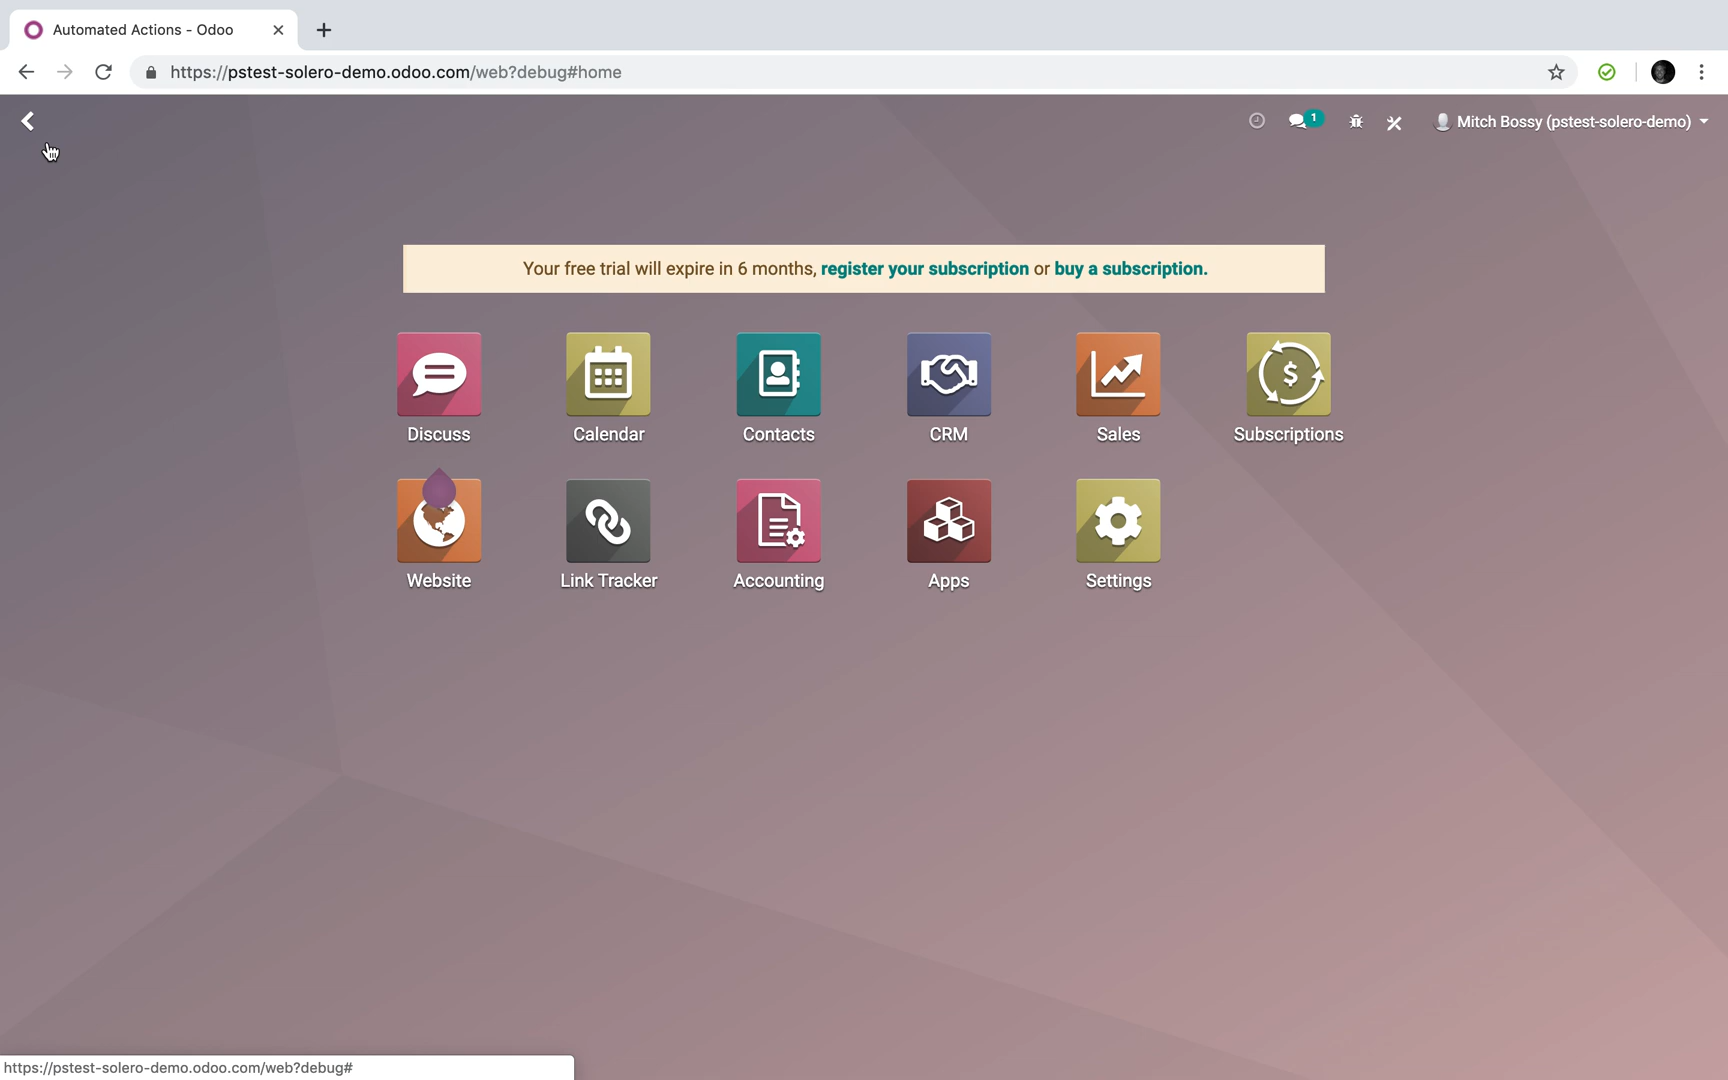 Automated Actions - Odoo
https://pstest-solero-demo.odoo.com/web?debug#home
1
Mitch Bossy (pstest-solero-demo)
Your free trial will expire in 6 months, register your subscription or buy a subscription.
Discuss
Calendar
Contacts
CRM
Sales
Subscriptions
Website
Link Tracker
Accounting
Apps
Settings
https://pstest-solero-demo.odoo.com/web?debug#